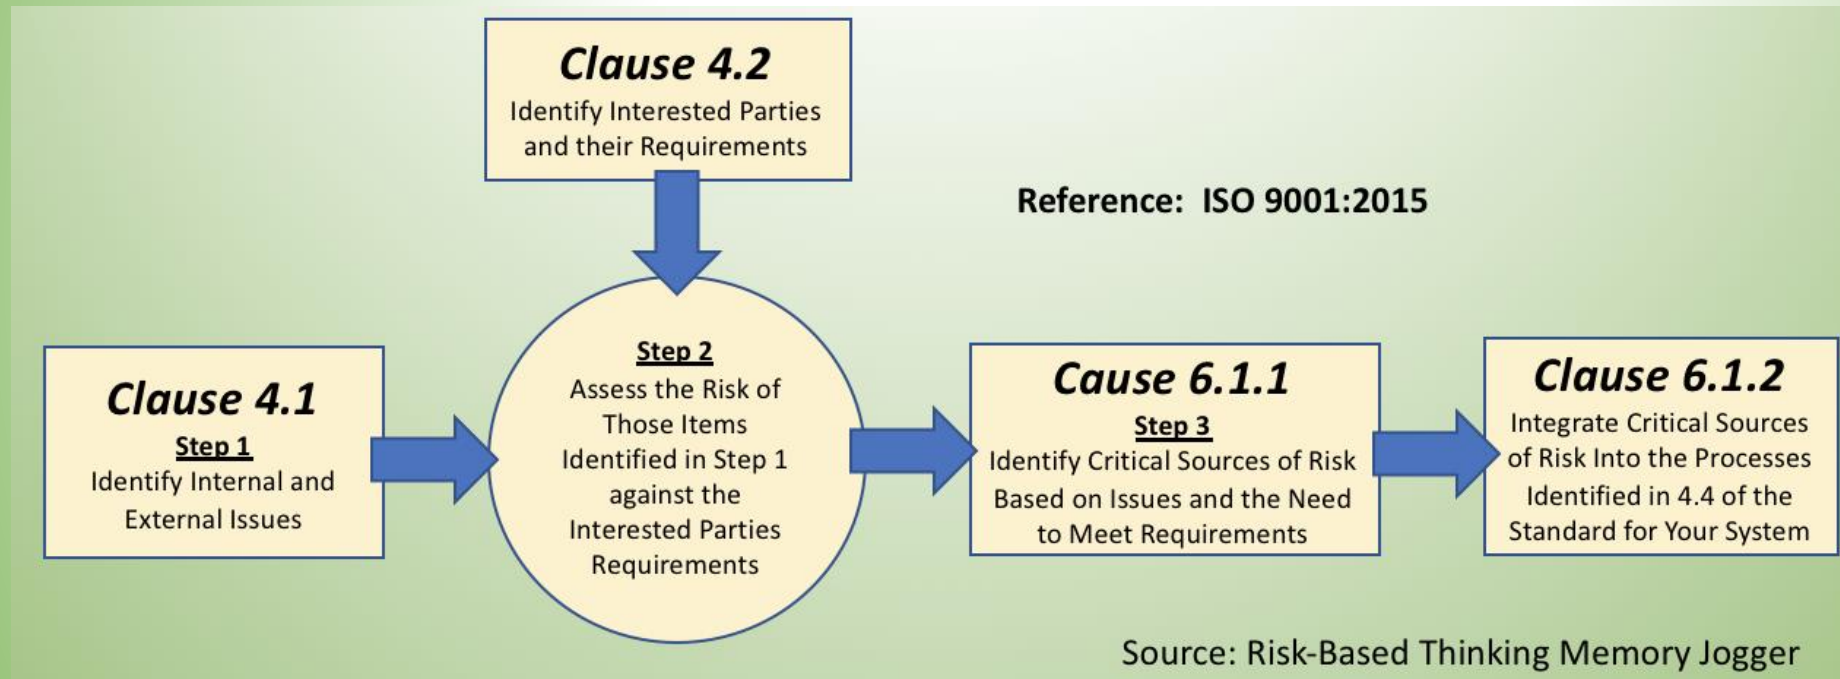 Clause 4.2
Identify Interested Parties
and their Requirements
Reference: ISO 9001:2015
Clause 4.1
Step 1
Identify Internal and
External Issues
Step 2
Assess the Risk of
Those Items
Identified in Step 1
against the
Interested Parties
Requirements
Cause 6.1.1
Step 3
Identify Critical Sources of Risk
Based on Issues and the Need
to Meet Requirements
Clause 6.1.2
Integrate Critical Sources
of Risk Into the Processes
Identified in 4.4 of the
Standard for Your System
Source: Risk-Based Thinking Memory Jogger